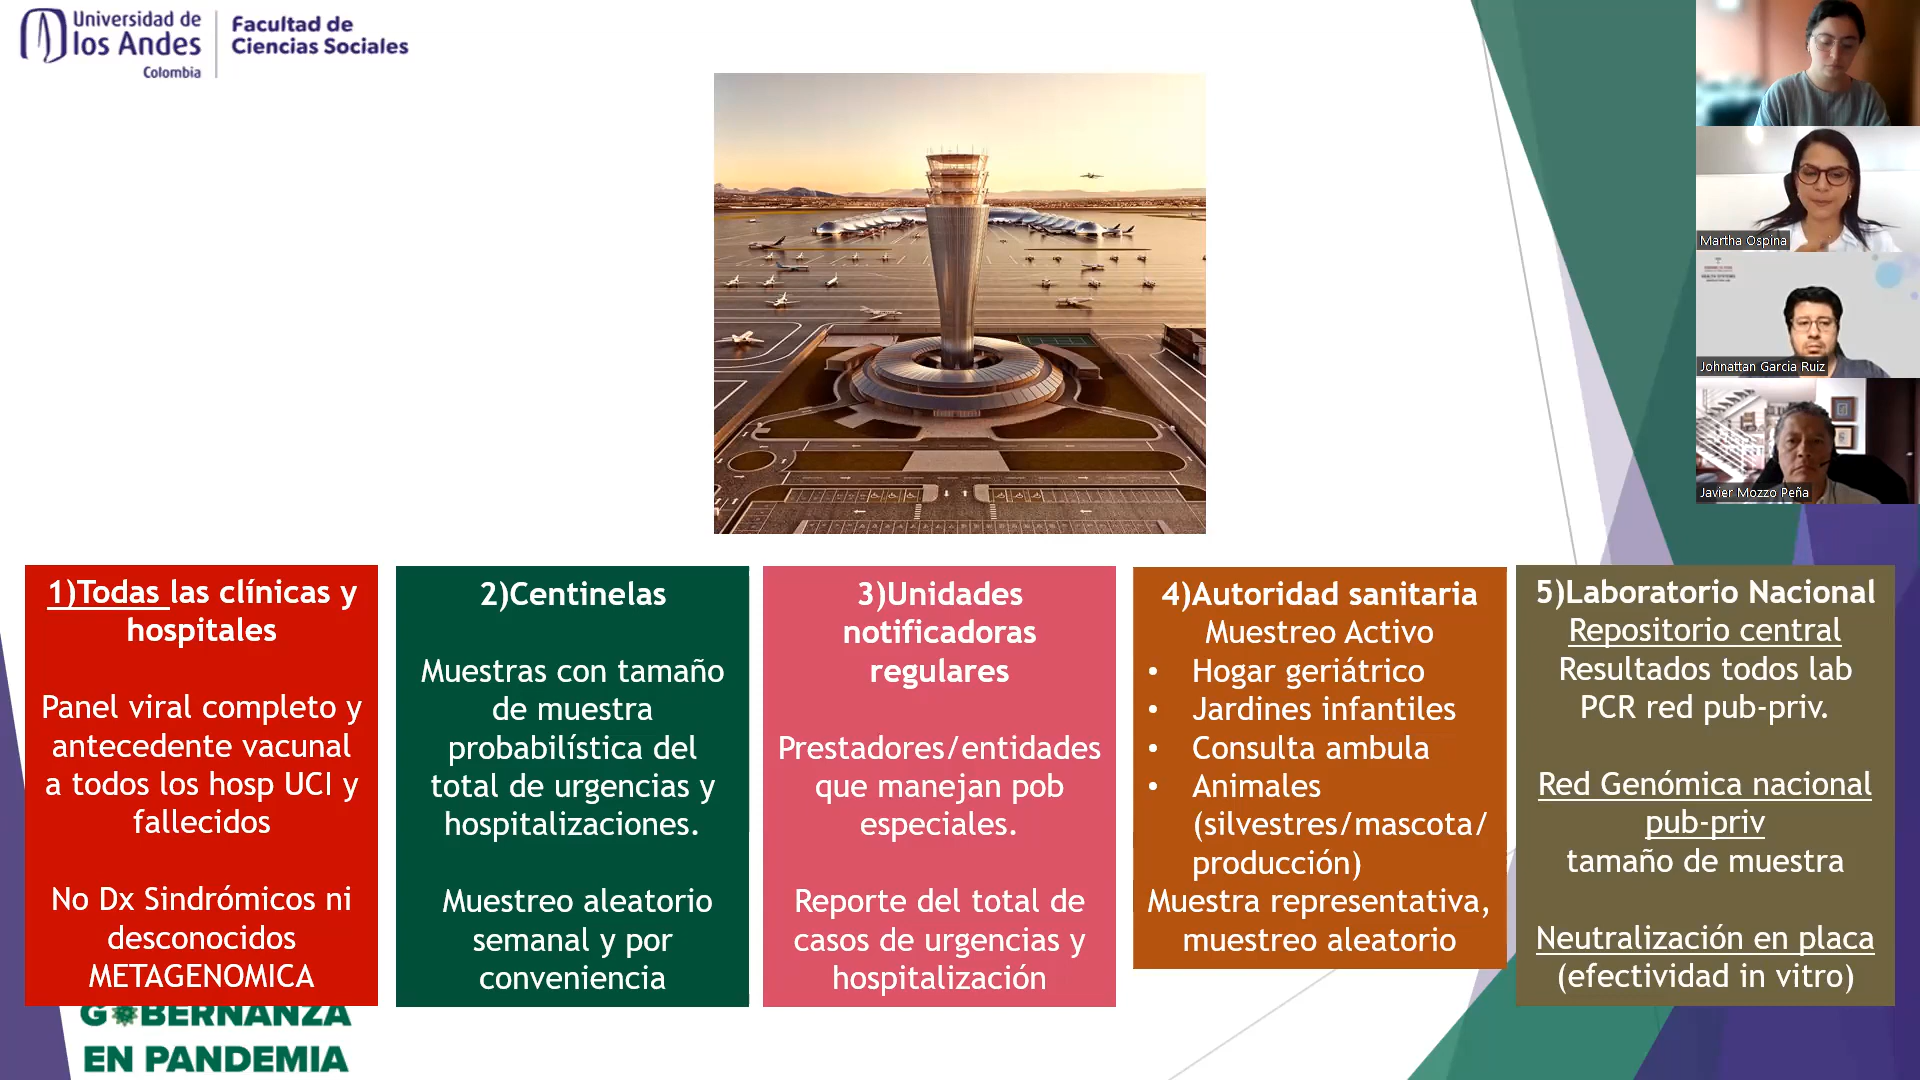 Universidad de
los Andes
Colombia
Facultad de
Ciencias Sociales
Martha Ospina
Johnattan Garcia Ruiz
Javier Mozzo Peña
1)Todas las clínicas y
hospitales
Panel viral completo y
antecedente vacunal
a todos los hosp UCI y
fallecidos
No Dx Sindrómicos ni
desconocidos
METAGENOMICA
2)Centinelas
Muestras con tamaño
de muestra
probabilística del
total de urgencias y
hospitalizaciones.
Muestreo aleatorio
semanal y por
conveniencia
3)Unidades
notificadoras
regulares
Prestadores/entidades
que manejan pob
especiales.
Reporte del total de
casos de urgencias y
hospitalización
4)Autoridad sanitaria
Muestreo Activo
• Hogar geriátrico
• Jardines infantiles
• Consulta ambula
• Animales
(silvestres/mascota/
producción)
Muestra representativa,
muestreo aleatorio
5)Laboratorio Nacional
Repositorio central
Resultados todos lab
PCR red pub-priv.
Red Genómica nacional
pub-priv
tamaño de muestra
Neutralización en placa
(efectividad in vitro)
GOBERNANZA
EN PANDEMIA